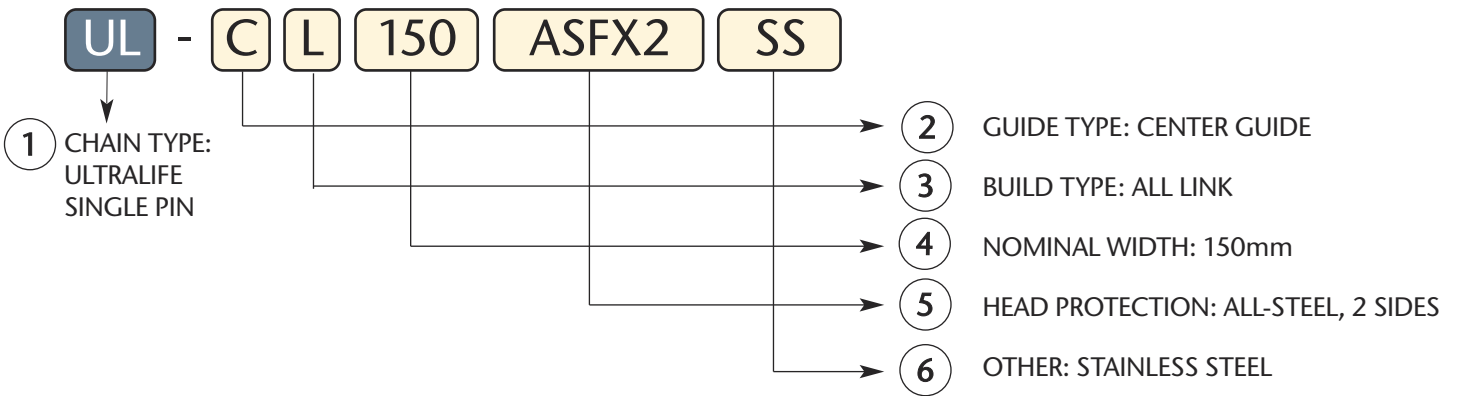 UL - C L 150 ASFX2 SS
1 CHAIN TYPE:
ULTRALIFE
SINGLE PIN
2 GUIDE TYPE: CENTER GUIDE
3 BUILD TYPE: ALL LINK
4 NOMINAL WIDTH: 150mm
5 HEAD PROTECTION: ALL-STEEL, 2 SIDES
6 OTHER: STAINLESS STEEL